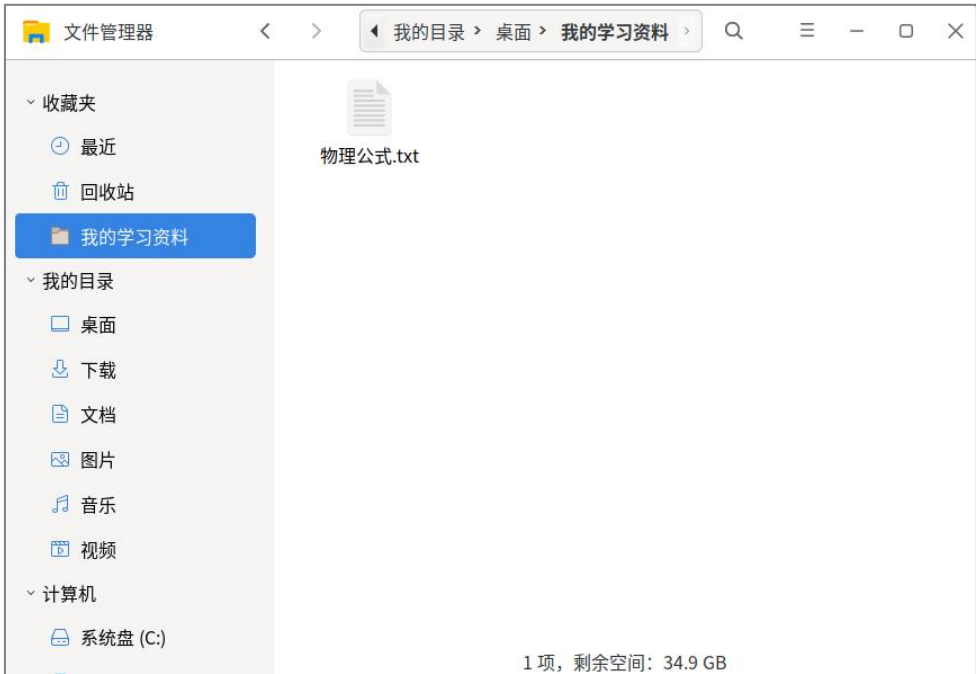 文件管理器
我的目录 桌面 我的学习资料
收藏夹
最近
回收站
我的学习资料
我的目录
桌面
下载
文档
图片
音乐
视频
计算机
系统盘 (C:)
物理公式.txt
1 项，剩余空间：34.9 GB